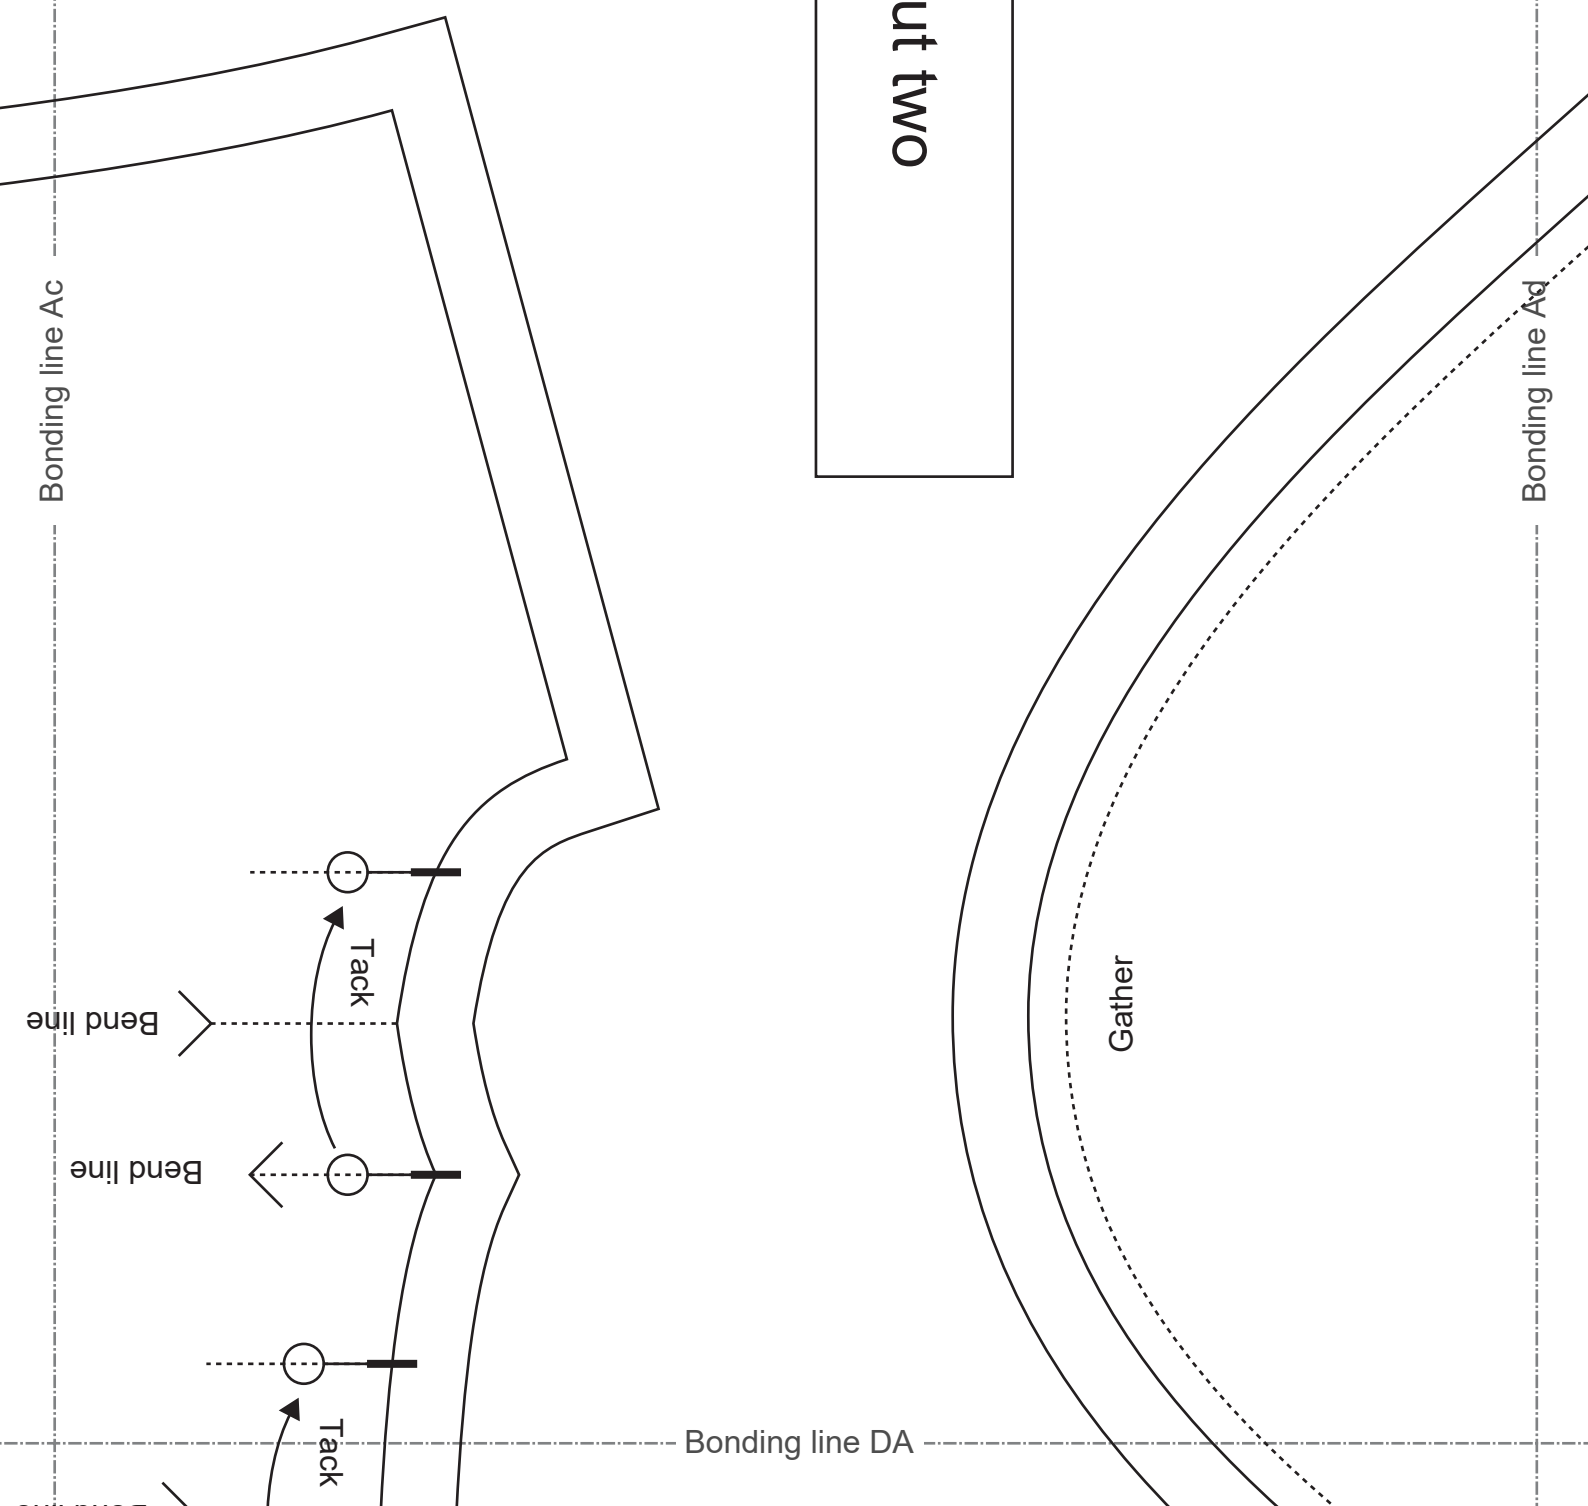 ut two
Bonding line Ac
Bonding line Ad
Tack
Gather
Bend line
Bend line
Tack
Bonding line DA